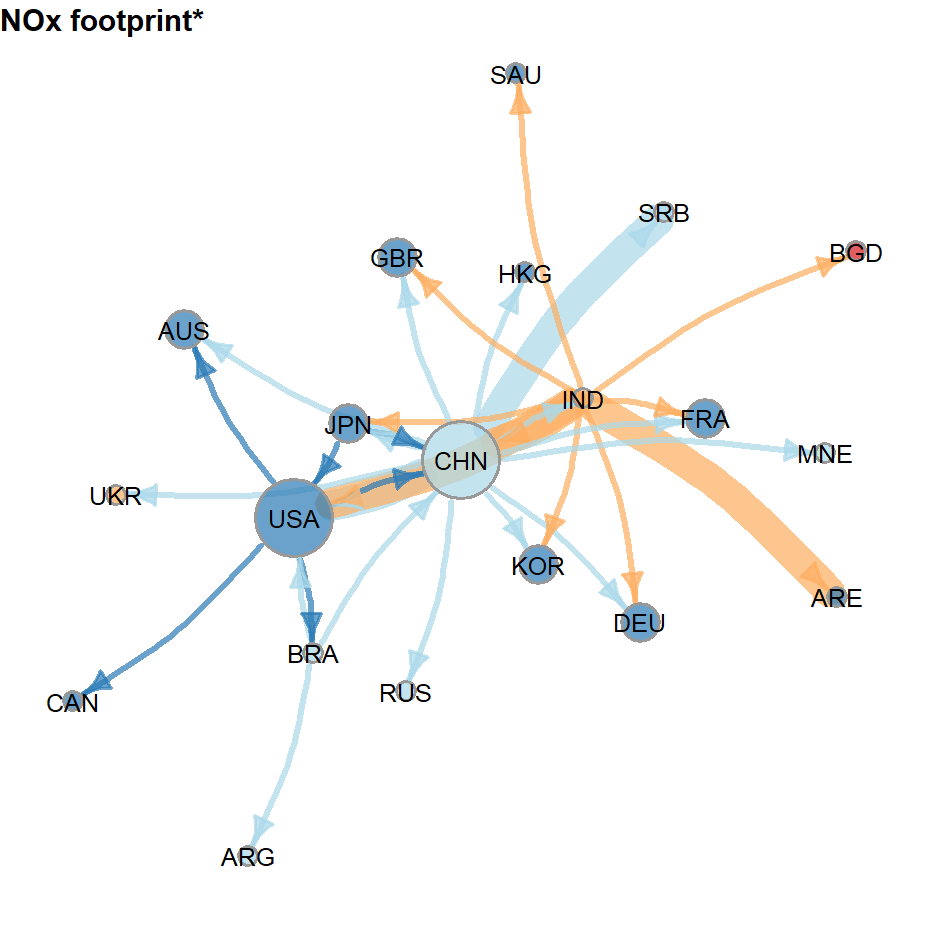 NOx footprint*
SAU
SRB
BGD
GBR
HKG
AUS
IND
FRA
JPN
MNE
CHN
UKR
USA
KOR
ARE
DEU
BRA
RUS
CAN
ARG